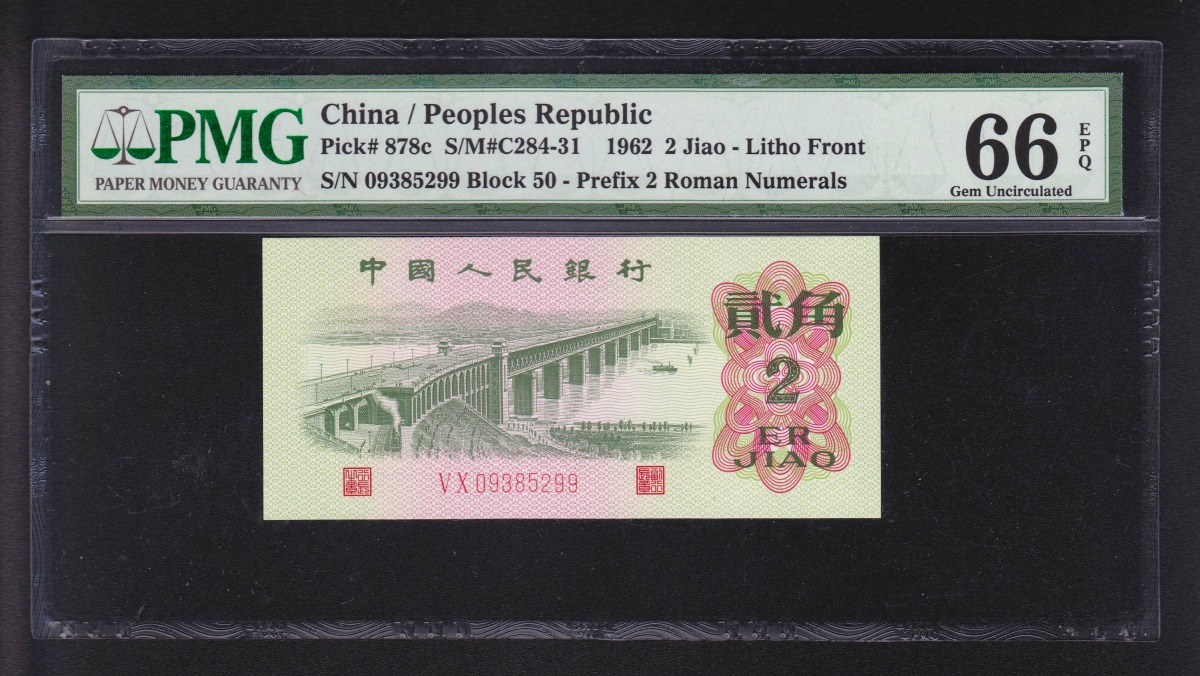 PMG
PAPER MONEY GUARANTY
China / Peoples Republic
Pick# 878c S/M#C284-31 1962 2 Jiao - Litho Front
S/N 09385299 Block 50 - Prefix 2 Roman Numerals
66
EPQ
Gem Uncirculated
中國人民銀行
貳角
2
ER
JIAO
VX 09385299